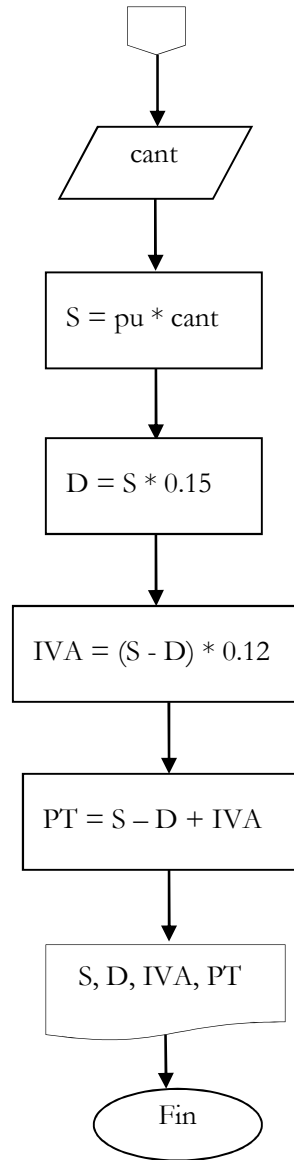 cant
S = pu * cant
D = S * 0.15
IVA = (S - D) * 0.12
PT = S – D + IVA
S, D, IVA, PT
Fin